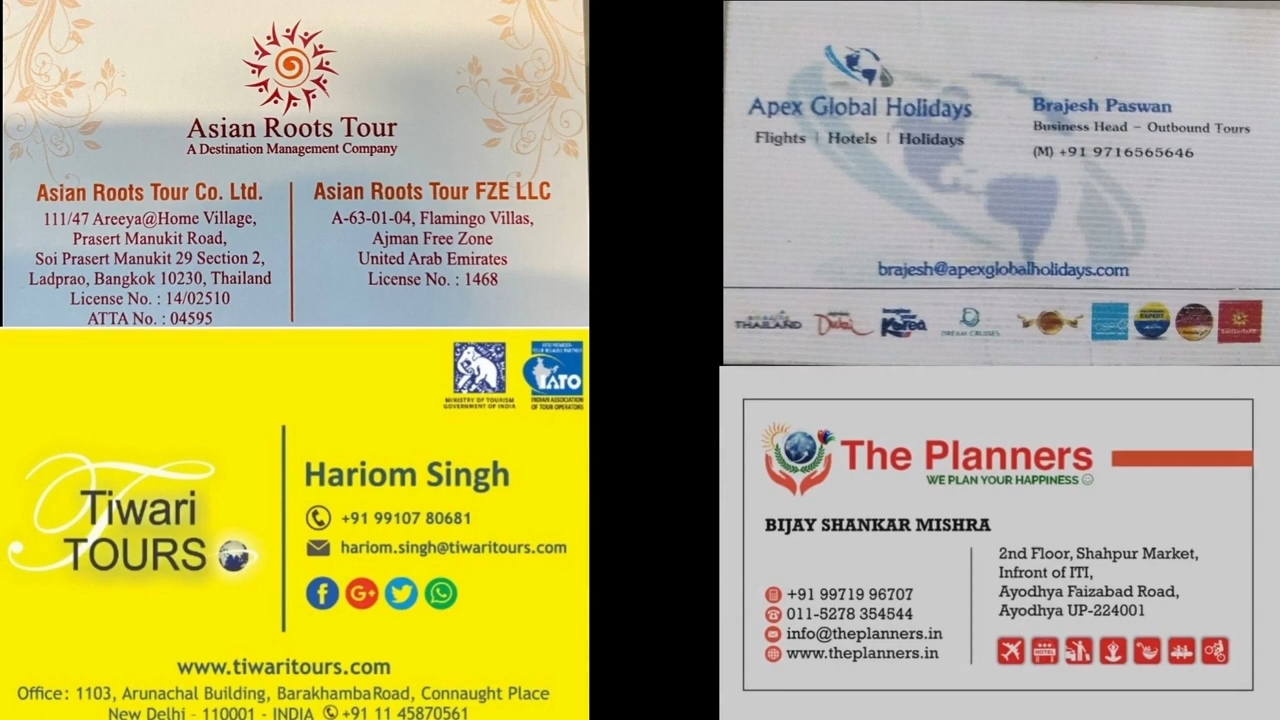 Asian Roots Tour
A Destination Management Company
Asian Roots Tour Co. Ltd.
111/47 Areeya@Home Village,
Prasert Manukit Road,
Soi Prasert Manukit 29 Section 2,
Ladprao, Bangkok 10230, Thailand
License No. : 14/02510
ATTA No. : 04595
Asian Roots Tour FZE LLC
A-63-01-04, Flamingo Villas,
Ajman Free Zone
United Arab Emirates
License No. : 1468
Apex Global Holidays
Flights | Hotels | Holidays
Brajesh Paswan
Business Head – Outbound Tours
(M) +91 9716565646
brajesh@apexglobalholidays.com
THAILAND
Dubai
Korea
DREAM CRUISES
EXPERT
MINISTRY OF TOURISM
GOVERNMENT OF INDIA
IATO
INDIAN ASSOCIATION
OF TOUR OPERATORS
Tiwari
TOURS
Hariom Singh
+91 99107 80681
hariom.singh@tiwaritours.com
www.tiwaritours.com
Office: 1103, Arunachal Building, Barakhamba Road, Connaught Place
New Delhi - 110001 - INDIA +91 11 45870561
The Planners
WE PLAN YOUR HAPPINESS
BIJAY SHANKAR MISHRA
+91 99719 96707
011-5278 354544
info@theplanners.in
www.theplanners.in
2nd Floor, Shahpur Market,
Infront of ITI,
Ayodhya Faizabad Road,
Ayodhya UP-224001
HOTEL